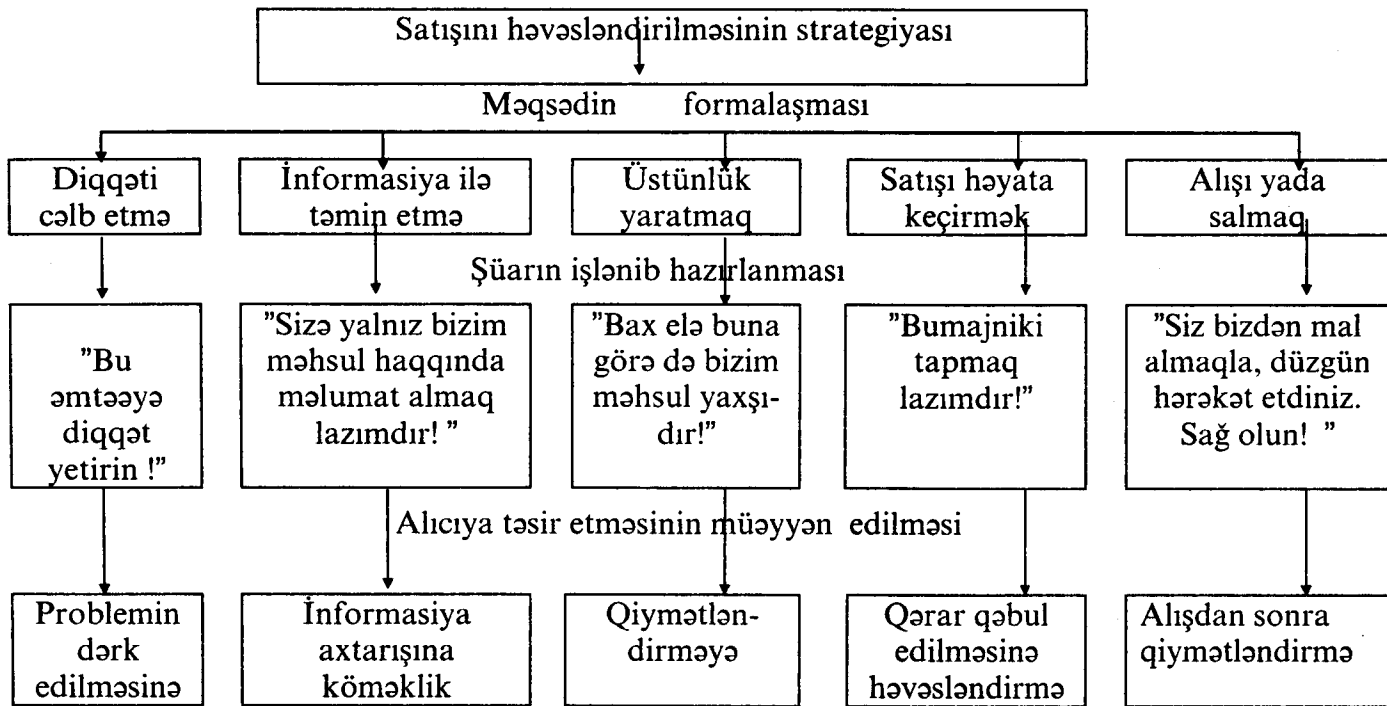 Satışını həvəsləndirilməsinin strategiyası
Məqsədin formalaşması
Diqqəti
cəlb etmə
İnformasiya ilə
təmin etmə
Üstünlük
yaratmaq
Satışı həyata
keçirmək
Alışı yada
salmaq
Şüarın işlənib hazırlanması
"Bu
əmtəəyə
diqqət
yetirin !"
"Sizə yalnız bizim
məhsul haqqında
məlumat almaq
lazımdır! "
"Bax elə buna
görə də bizim
məhsul yaxşı-
dır!"
"Bumajniki
tapmaq
lazımdır!"
"Siz bizdən mal
almaqla, düzgün
hərəkət etdiniz.
Sağ olun! "
Alıcıya təsir etməsinin müəyyən edilməsi
Problemin
dərk
edilməsinə
İnformasiya
axtarışına
köməklik
Qiymətlən-
dirməyə
Qərar qəbul
edilməsinə
həvəsləndirmə
Alışdan sonra
qiymətləndirmə